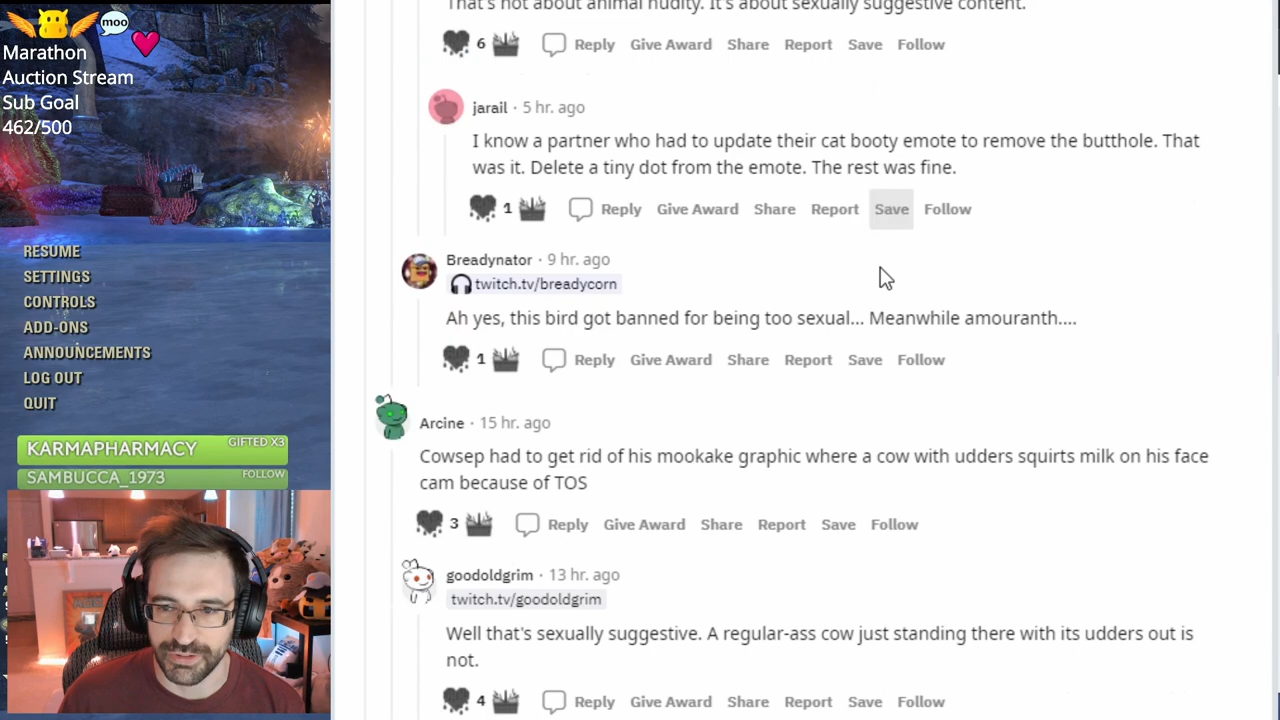 moo
Marathon
Auction Stream
Sub Goal
462/500
RESUME
SETTINGS
CONTROLS
ADD-ONS
ANNOUNCEMENTS
LOG OUT
QUIT
KARMAPHARMACY GIFTED X3
SAMBUCCA_1973 FOLLOW
That's not about animal nudity. It's about sexually suggestive content.
6 Reply Give Award Share Report Save Follow
jarail · 5 hr. ago
I know a partner who had to update their cat booty emote to remove the butthole. That
was it. Delete a tiny dot from the emote. The rest was fine.
1 Reply Give Award Share Report Save Follow
Breadynator · 9 hr. ago
twitch.tv/breadycorn
Ah yes, this bird got banned for being too sexual... Meanwhile amouranth....
1 Reply Give Award Share Report Save Follow
Arcine · 15 hr. ago
Cowsep had to get rid of his mookake graphic where a cow with udders squirts milk on his face
cam because of TOS
3 Reply Give Award Share Report Save Follow
goodoldgrim · 13 hr. ago
twitch.tv/goodoldgrim
Well that's sexually suggestive. A regular-ass cow just standing there with its udders out is
not.
4 Reply Give Award Share Report Save Follow